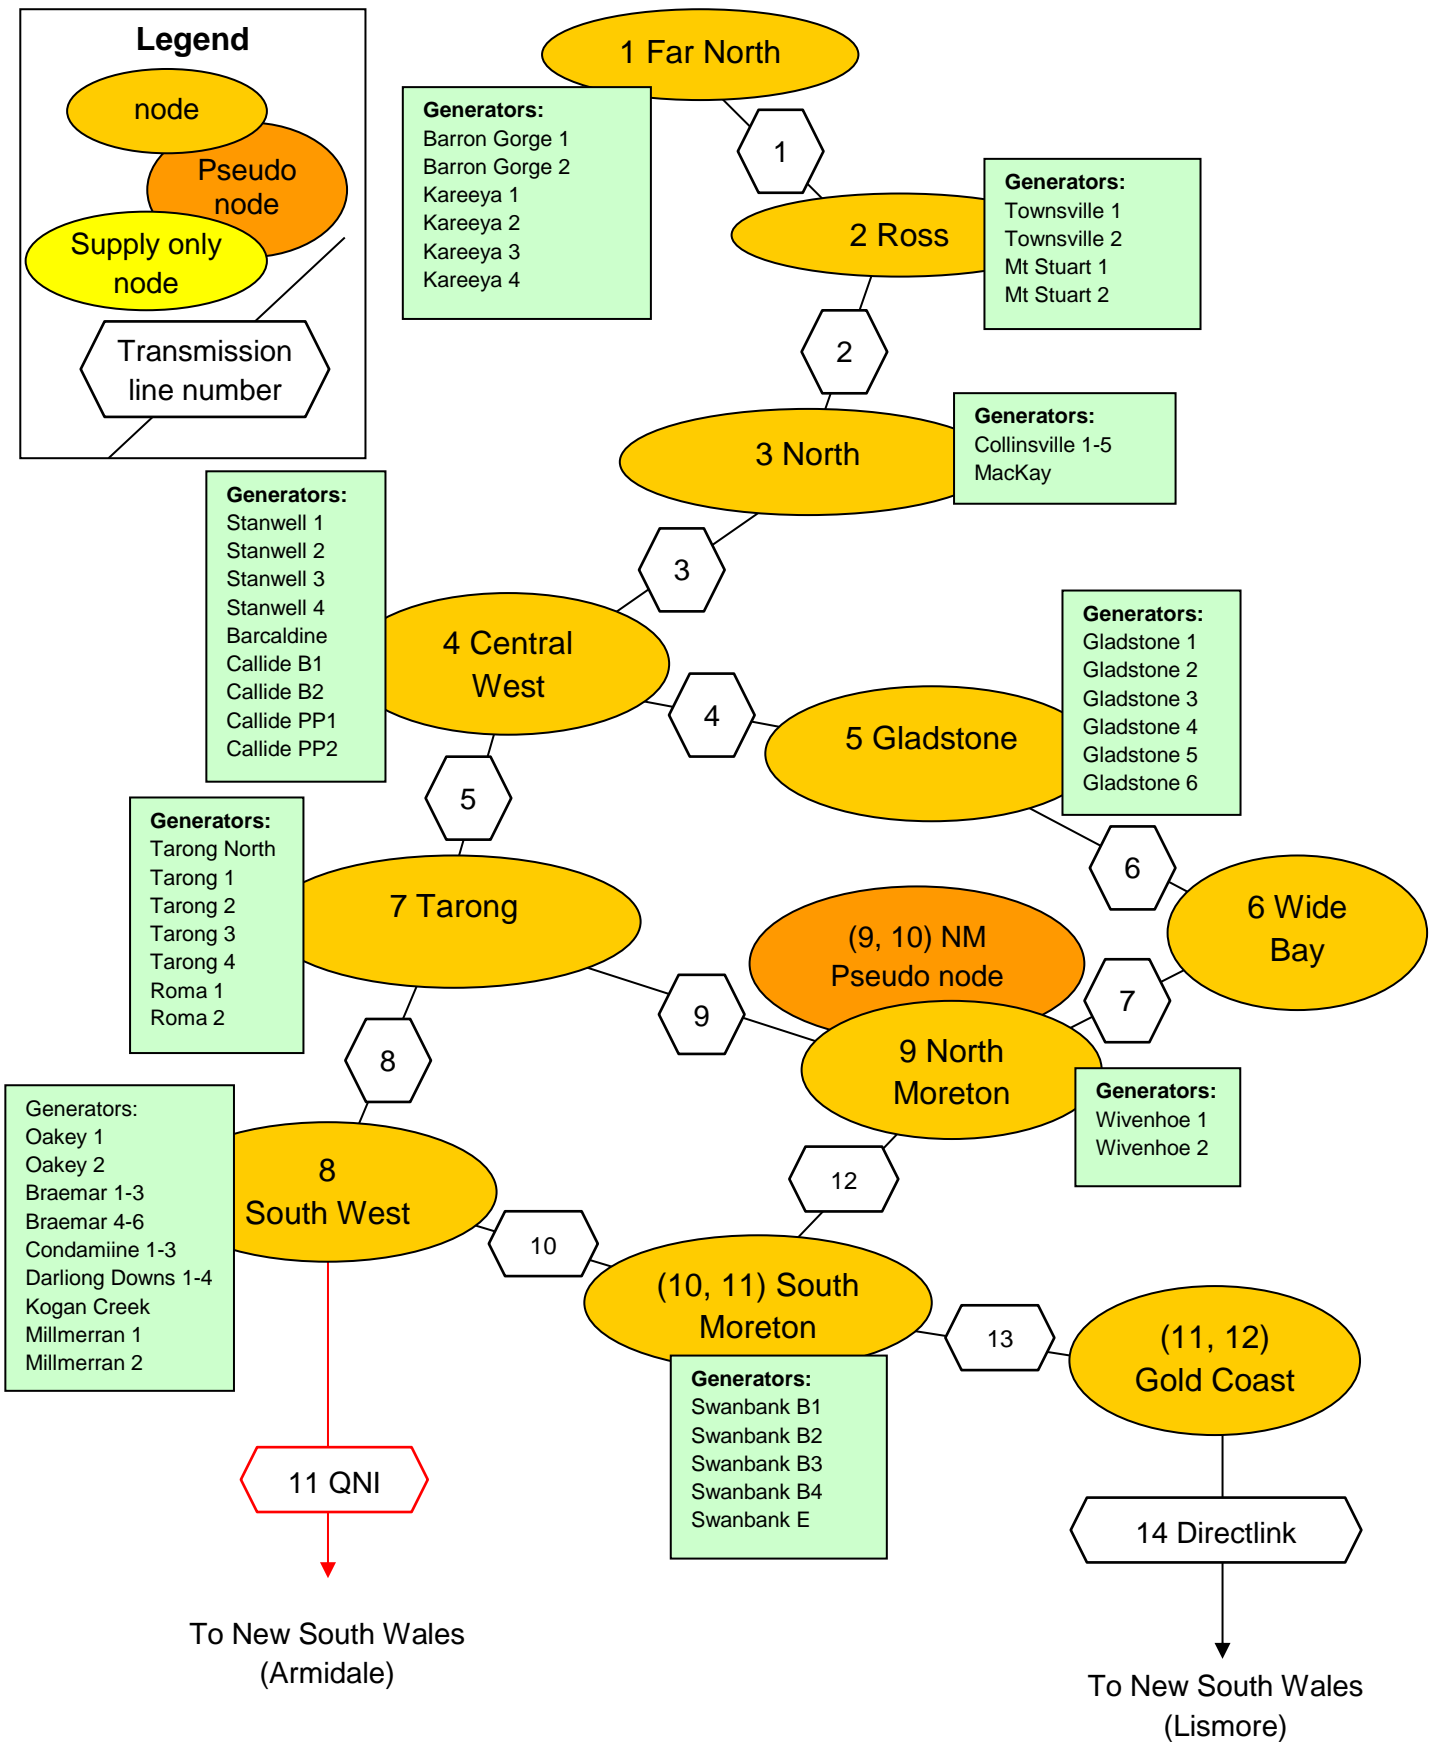 Legend
node
Pseudo
node
Supply only
node
Transmission
line number
1 Far North
Generators:
Barron Gorge 1
Barron Gorge 2
Kareeya 1
Kareeya 2
Kareeya 3
Kareeya 4
1
2 Ross
Generators:
Townsville 1
Townsville 2
Mt Stuart 1
Mt Stuart 2
2
3 North
Generators:
Collinsville 1-5
MacKay
3
Generators:
Stanwell 1
Stanwell 2
Stanwell 3
Stanwell 4
Barcaldine
Callide B1
Callide B2
Callide PP1
Callide PP2
4 Central
West
4
5 Gladstone
Generators:
Gladstone 1
Gladstone 2
Gladstone 3
Gladstone 4
Gladstone 5
Gladstone 6
5
6
Generators:
Tarong North
Tarong 1
Tarong 2
Tarong 3
Tarong 4
Roma 1
Roma 2
7 Tarong
(9, 10) NM
Pseudo node
6 Wide
Bay
7
9
8
9 North
Moreton
Generators:
Wivenhoe 1
Wivenhoe 2
Generators:
Oakey 1
Oakey 2
Braemar 1-3
Braemar 4-6
Condamiine 1-3
Darliong Downs 1-4
Kogan Creek
Millmerran 1
Millmerran 2
8
South West
12
10
(10, 11) South
Moreton
Generators:
Swanbank B1
Swanbank B2
Swanbank B3
Swanbank B4
Swanbank E
13
(11, 12)
Gold Coast
11 QNI
14 Directlink
To New South Wales
(Armidale)
To New South Wales
(Lismore)